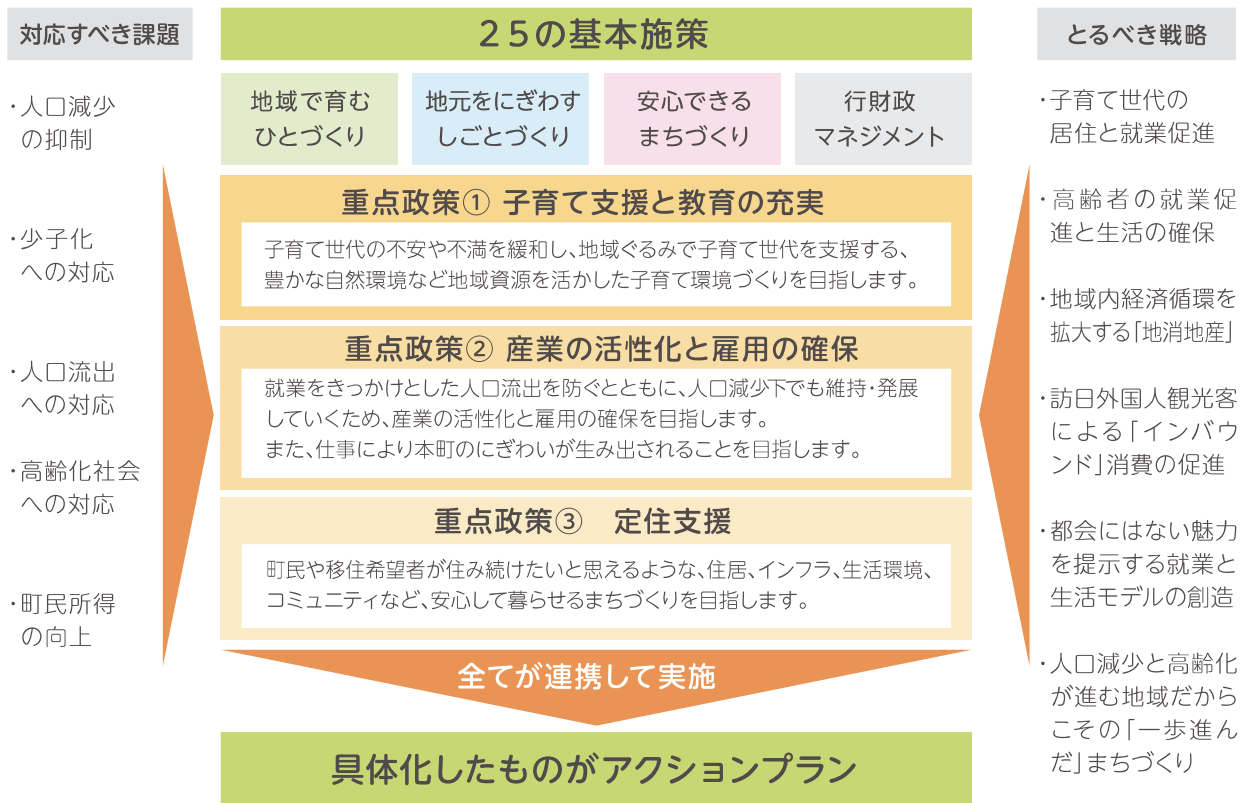 対応すべき課題
・人口減少
の抑制
・少子化
への対応
・人口流出
への対応
・高齢化社会
への対応
・町民所得
の向上
25の基本施策
地域で育む
ひとづくり
地元をにぎわす
しごとづくり
安心できる
まちづくり
行財政
マネジメント
重点政策① 子育て支援と教育の充実
子育て世代の不安や不満を緩和し、地域ぐるみで子育て世代を支援する、
豊かな自然環境など地域資源を活かした子育て環境づくりを目指します。
重点政策② 産業の活性化と雇用の確保
就業をきっかけとした人口流出を防ぐとともに、人口減少下でも維持・発展
していくため、産業の活性化と雇用の確保を目指します。
また、仕事により本町のにぎわいが生み出されることを目指します。
重点政策③ 定住支援
町民や移住希望者が住み続けたいと思えるような、住居、インフラ、生活環境、
コミュニティなど、安心して暮らせるまちづくりを目指します。
全てが連携して実施
具体化したものがアクションプラン
とるべき戦略
・子育て世代の
居住と就業促進
・高齢者の就業促
進と生活の確保
・地域内経済循環を
拡大する「地消地産」
・訪日外国人観光客
による「インバウ
ンド」消費の促進
・都会にはない魅力
を提示する就業と
生活モデルの創造
・人口減少と高齢化
が進む地域だから
こその「一歩進ん
だ」まちづくり